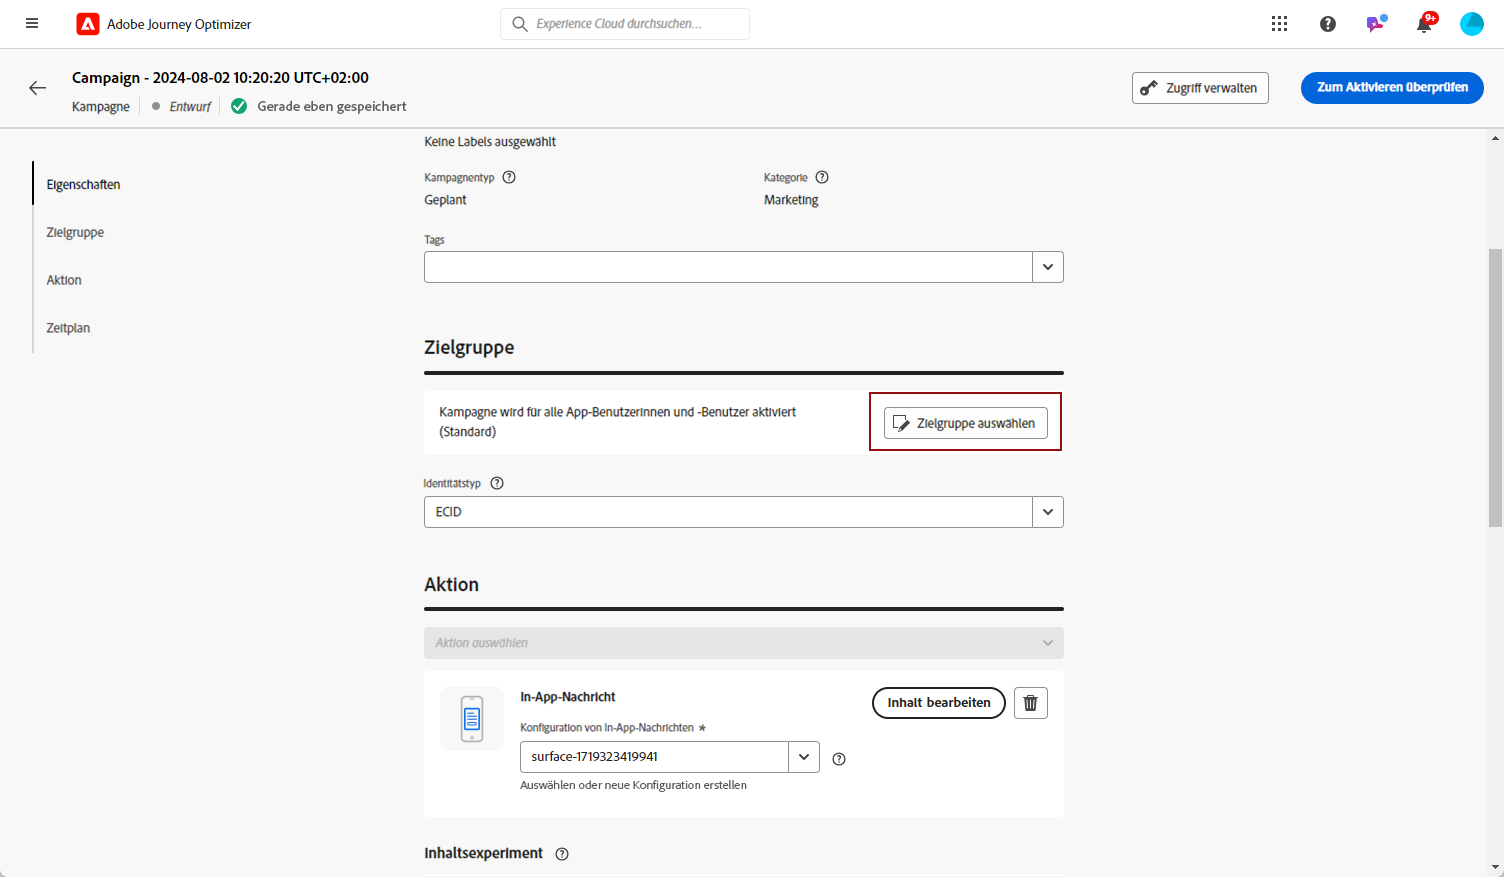 Adobe Journey Optimizer
Experience Cloud durchsuchen...
9+
Campaign - 2024-08-02 10:20:20 UTC+02:00
Kampagne
Entwurf
Gerade eben gespeichert
Zugriff verwalten
Zum Aktivieren überprüfen
Eigenschaften
Zielgruppe
Aktion
Zeitplan
Keine Labels ausgewählt
Kampagnentyp
Kategorie
Geplant
Marketing
Tags
Zielgruppe
Kampagne wird für alle App-Benutzerinnen und -Benutzer aktiviert
(Standard)
Zielgruppe auswählen
Identitätstyp
ECID
Aktion
Aktion auswählen
In-App-Nachricht
Inhalt bearbeiten
Konfiguration von In-App-Nachrichten *
surface-1719323419941
Auswählen oder neue Konfiguration erstellen
Inhaltsexperiment